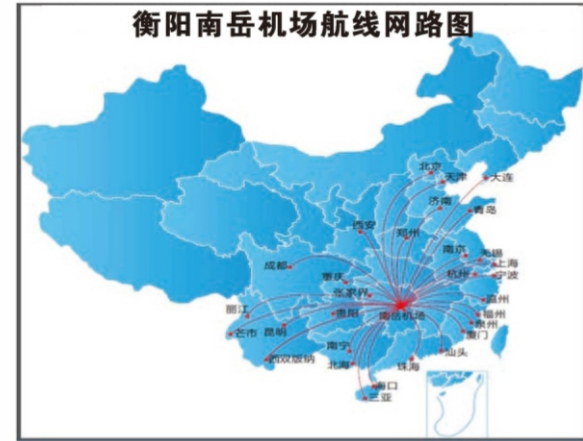 衡阳南岳机场航线网路图
北京
天津
大连
济南
青岛
西安
郑州
南京
无锡
上海
成都
杭州
宁波
重庆
张家界
丽江
贵阳
南岳机场
温州
福州
泉州
芒市
昆明
厦门
南宁
汕头
西双版纳
北海
珠海
海口
三亚